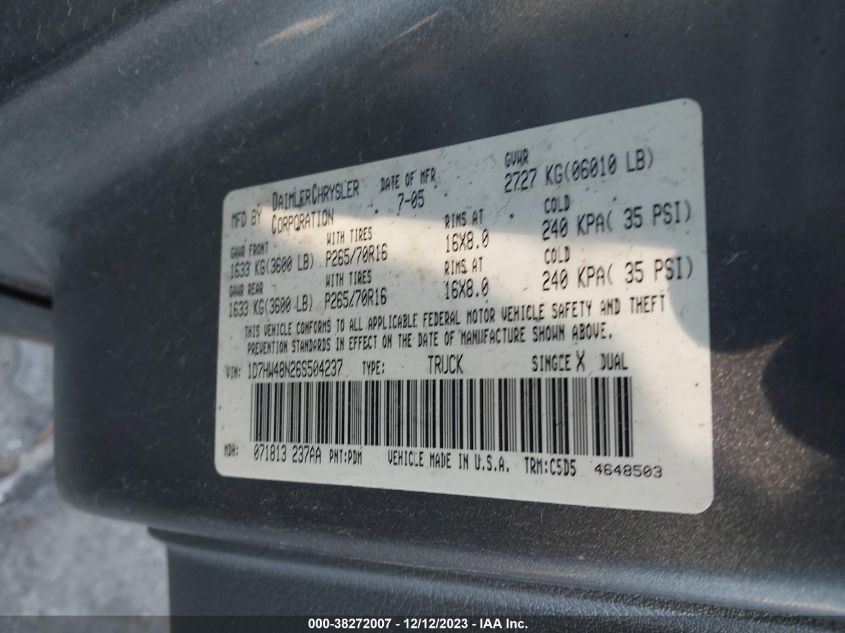 MFD BY DAIMLERCHRYSLER CORPORATION DATE OF MFR 7-05 GVWR 2727 KG(06010 LB)
GAWR FRONT WITH TIRES RIMS AT COLD
1633 KG(3600 LB) P265/70R16 16X8.0 240 KPA( 35 PSI)
GAWR REAR WITH TIRES RIMS AT COLD
1633 KG(3600 LB) P265/70R16 16X8.0 240 KPA( 35 PSI)
THIS VEHICLE CONFORMS TO ALL APPLICABLE FEDERAL MOTOR VEHICLE SAFETY AND THEFT
PREVENTION STANDARDS IN EFFECT ON THE DATE OF MANUFACTURE SHOWN ABOVE.
VIN: 1D7HW48N26S504237 TYPE: TRUCK SINGLE X DUAL
MDH: 071813 237AA PNT:PDM VEHICLE MADE IN U.S.A. TRM:C5D5 4648503
000-38272007 - 12/12/2023 - IAA Inc.